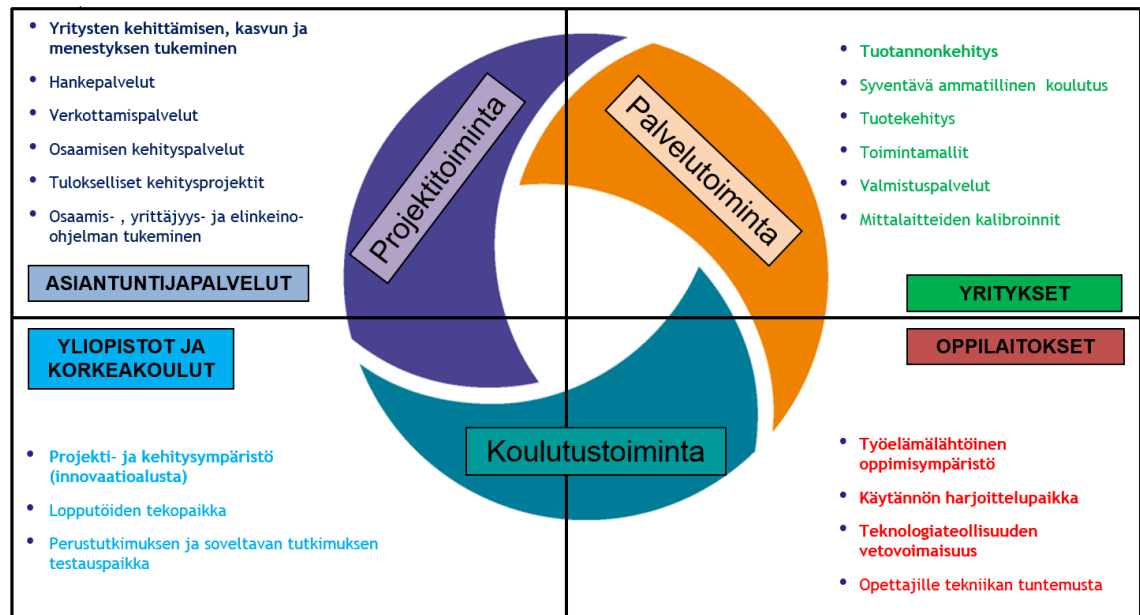 • Yritysten kehittämisen, kasvun ja
menestyksen tukeminen
• Hankepalvelut
• Verkottamispalvelut
• Osaamisen kehityspalvelut
• Tulokselliset kehitysprojektit
• Osaamis- , yrittäjyys- ja elinkeino-
ohjelman tukeminen
ASIANTUNTIJAPALVELUT
Projektitoiminta
Palvelutoiminta
• Tuotannonkehitys
• Syventävä ammatillinen koulutus
• Tuotekehitys
• Toimintamallit
• Valmistuspalvelut
• Mittalaitteiden kalibroinnit
YRITYKSET
YLIOPISTOT JA
KORKEAKOULUT
• Projekti- ja kehitysympäristö
(innovaatioalusta)
• Lopputöiden tekopaikka
• Perustutkimuksen ja soveltavan tutkimuksen
testauspaikka
Koulutustoiminta
OPPILAITOKSET
• Työelämälähtöinen
oppimisympäristö
• Käytännön harjoittelupaikka
• Teknologiateollisuuden
vetovoimaisuus
• Opettajille tekniikan tuntemusta